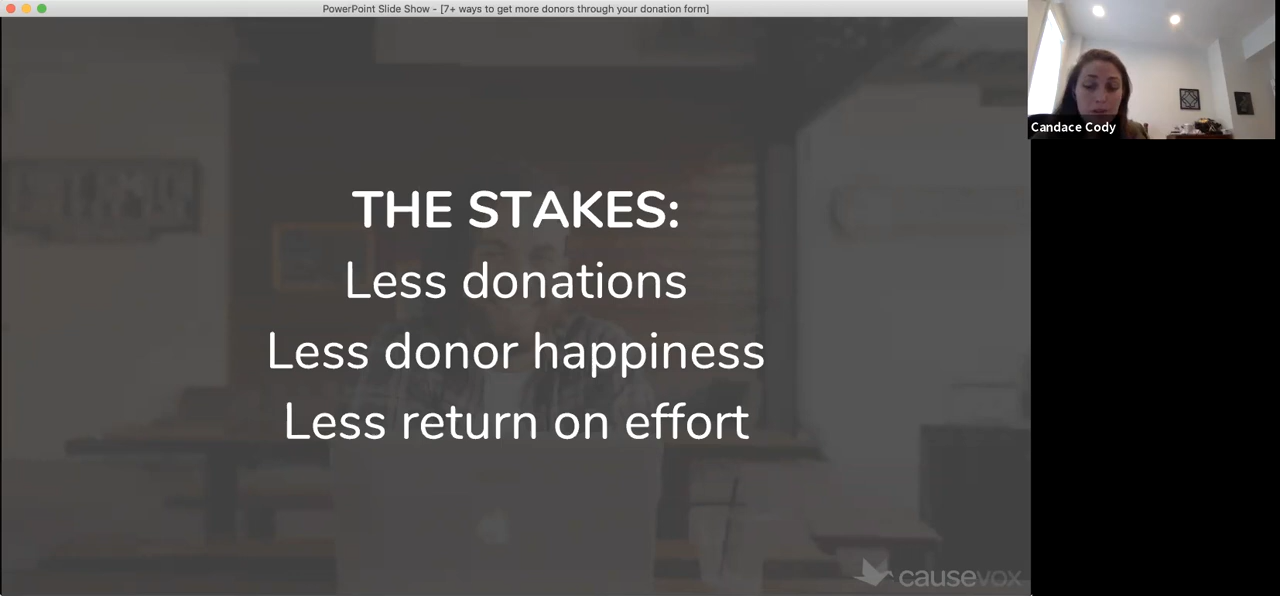 PowerPoint Slide Show - [7+ ways to get more donors through your donation form]
Candace Cody
THE STAKES:
Less donations
Less donor happiness
Less return on effort
causevox